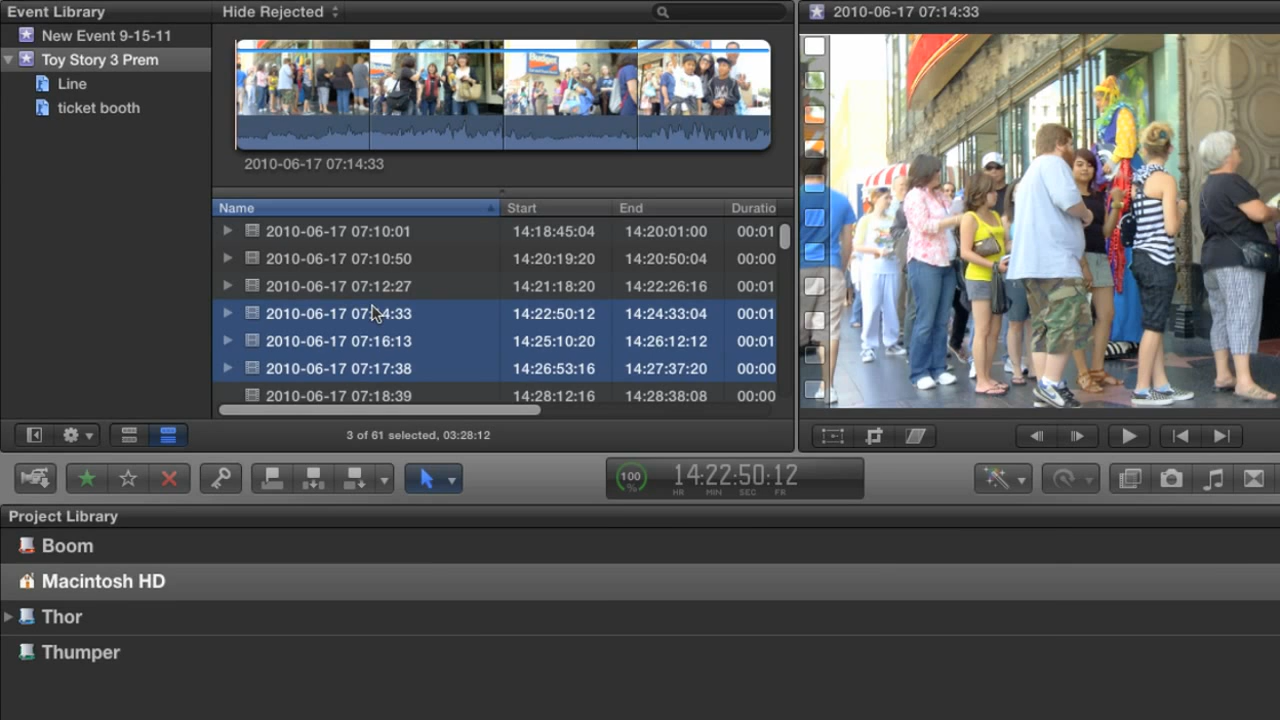 Event Library
New Event 9-15-11
Toy Story 3 Prem
Line
ticket booth
Hide Rejected
2010-06-17 07:14:33
Name Start End Duratio
2010-06-17 07:10:01 14:18:45:04 14:20:01:00 00:01
2010-06-17 07:10:50 14:20:19:20 14:20:50:04 00:00
2010-06-17 07:12:27 14:21:18:20 14:22:26:16 00:01
2010-06-17 07:14:33 14:22:50:12 14:24:33:04 00:01
2010-06-17 07:16:13 14:25:10:20 14:26:12:12 00:01
2010-06-17 07:17:38 14:26:53:16 14:27:37:20 00:00
2010-06-17 07:18:39 14:28:12:16 14:28:38:08 00:00
3 of 61 selected, 03:28:12
2010-06-17 07:14:33
100
%
14:22:50:12
HR MIN SEC FR
Project Library
Boom
Macintosh HD
Thor
Thumper